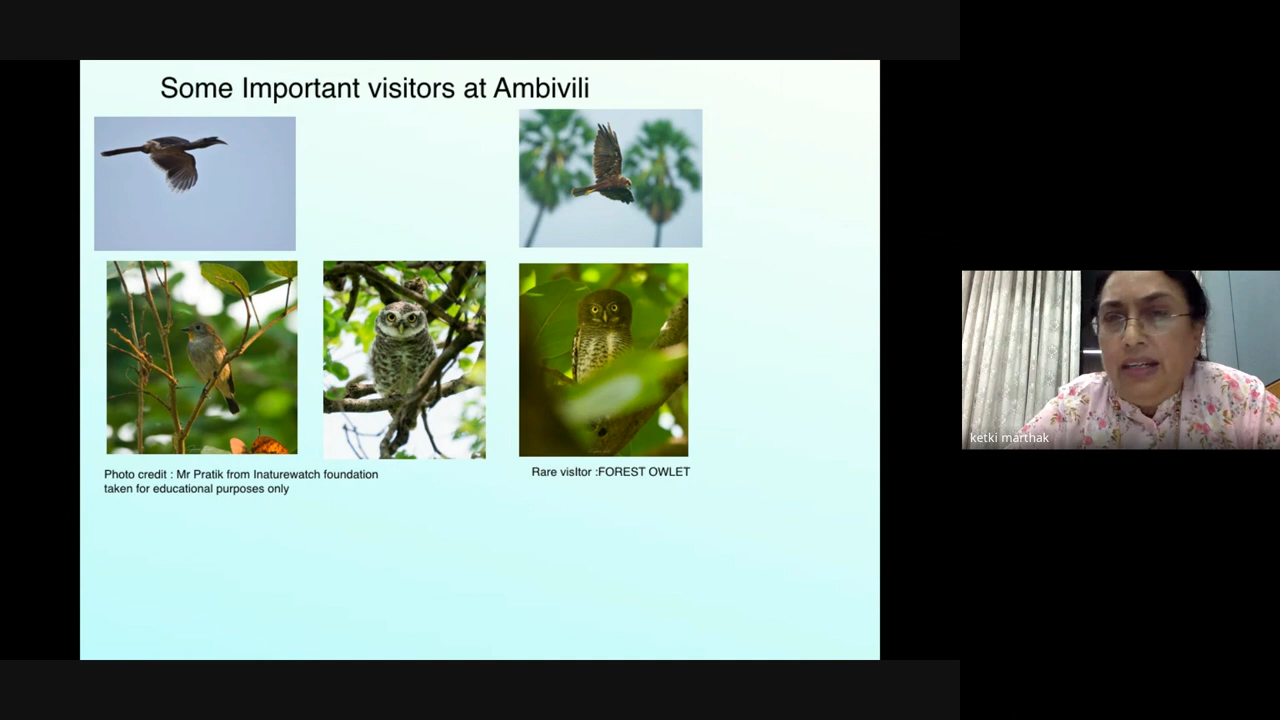 Some Important visitors at Ambivili
Photo credit : Mr Pratik from Inaturewatch foundation
taken for educational purposes only
Rare visItor :FOREST OWLET
ketki marthak